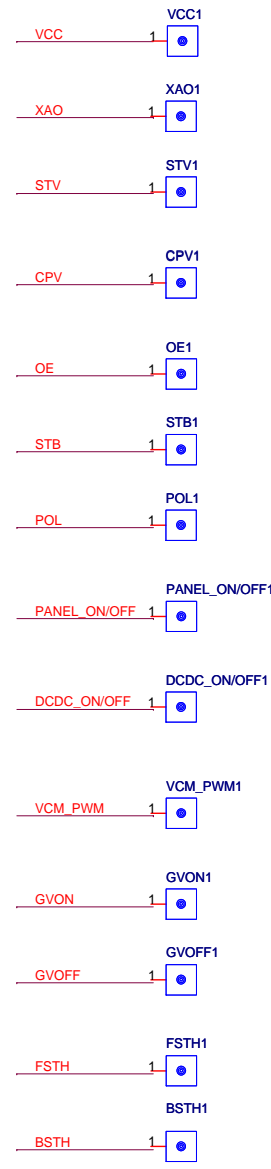 VCC1
VCC 1
XAO1
XAO 1
STV1
STV 1
CPV1
CPV 1
OE1
OE 1
STB1
STB 1
POL1
POL 1
PANEL_ON/OFF1
PANEL_ON/OFF 1
DCDC_ON/OFF1
DCDC_ON/OFF 1
VCM_PWM1
VCM_PWM 1
GVON1
GVON 1
GVOFF1
GVOFF 1
FSTH1
FSTH 1
BSTH1
BSTH 1